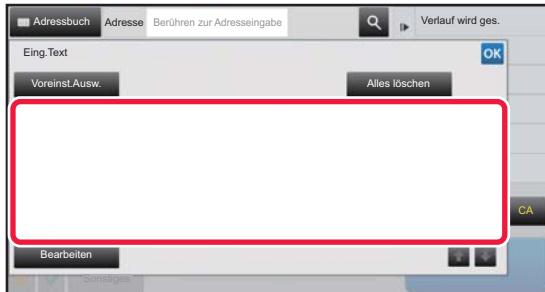 Adressbuch Adresse Berühren zur Adresseingabe Verlauf wird ges.
Eing.Text OK
Voreinst.Ausw. Alles löschen
CA
Bearbeiten
Sonstiges